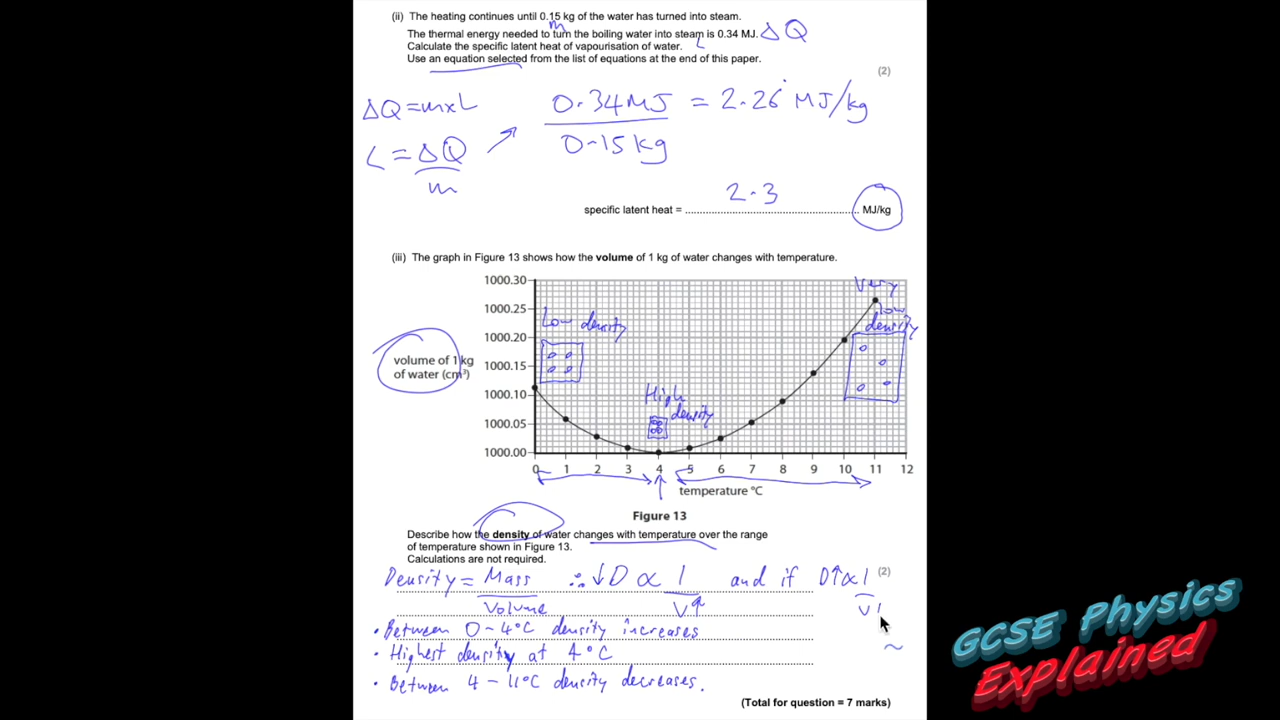 (ii) The heating continues until 0.15 kg of the water has turned into steam.
m
The thermal energy needed to turn the boiling water into steam is 0.34 MJ. ΔQ
Calculate the specific latent heat of vapourisation of water. L
Use an equation selected from the list of equations at the end of this paper.
(2)
ΔQ=m×L
0.34MJ = 2.26̇ MJ/kg
0.15kg
L = ΔQ
m
2.3
specific latent heat = MJ/kg
(iii) The graph in Figure 13 shows how the volume of 1 kg of water changes with temperature.
1000.30
Very
1000.25
low
Low density
density
1000.20
volume of 1 kg
1000.15
of water (cm³)
1000.10
High
density
1000.05
1000.00
0 1 2 3 4 5 6 7 8 9 10 11 12
temperature °C
Figure 13
Describe how the density of water changes with temperature over the range
of temperature shown in Figure 13.
Calculations are not required.
(2)
Density = Mass ∴ ↓D ∝ 1 and if D↑∝ 1
Volume V↑ V↓
• Between 0-4°C density increases
• Highest density at 4°C
• Between 4-11°C density decreases.
(Total for question = 7 marks)
GCSE Physics
Explained